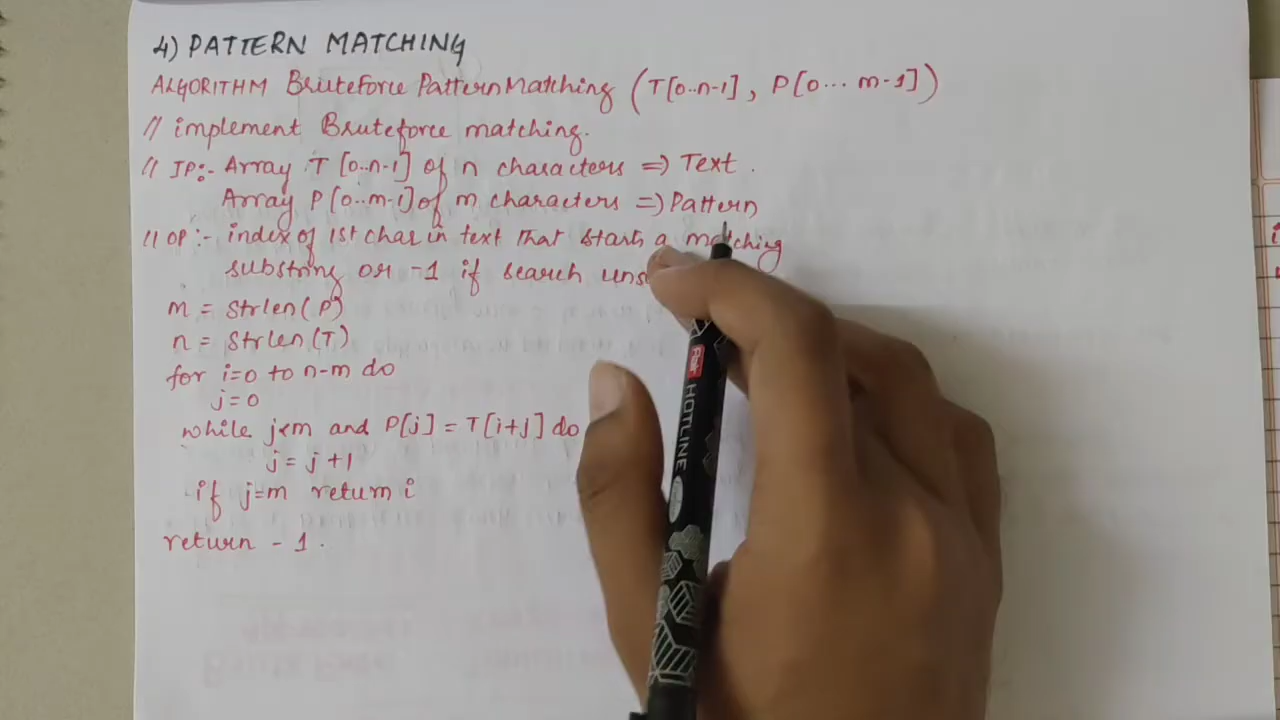 4) PATTERN MATCHING
ALGORITHM Bruteforce PatternMatching (T[0..n-1], P[0... m-1])
// implement Bruteforce matching.
// IP:- Array T [0..n-1] of n characters => Text.
Array P[0..m-1] of m characters => Pattern
// OP:- index of 1st char in text that starts a matching
substring or -1 if search
m = Strlen(P)
n = Strlen(T)
for i=0 to n-m do
j=0
while j<m and P[j] = T[i+j] do
j = j+1
if j=m return i
return -1.
Flair
HOTLINE